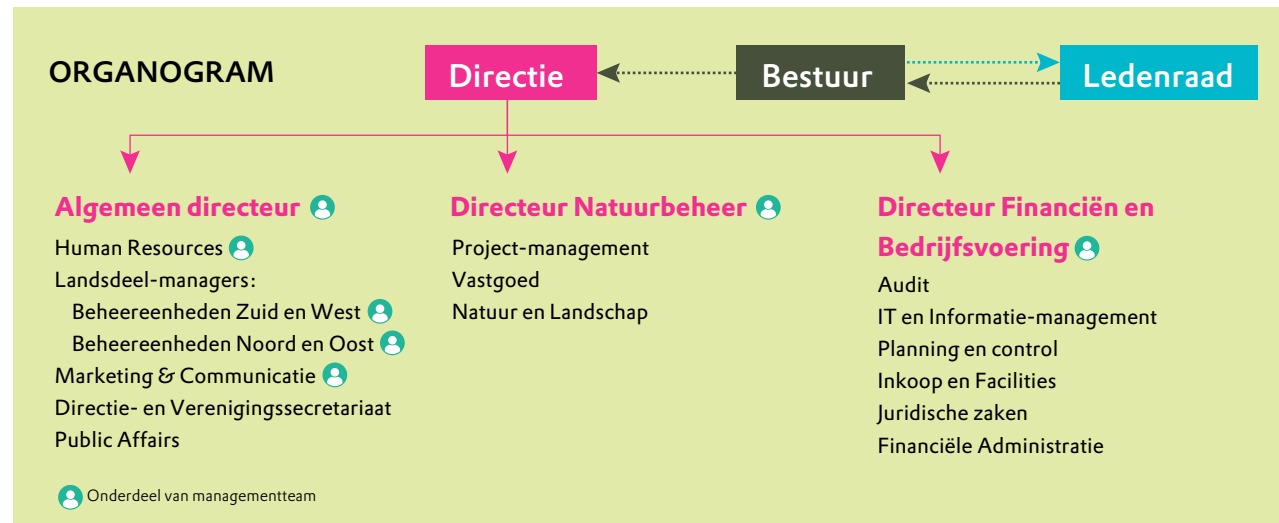 ORGANOGRAM
Directie
Bestuur
Ledenraad
Algemeen directeur
Human Resources
Landsdeel-managers:
Beheereenheden Zuid en West
Beheereenheden Noord en Oost
Marketing & Communicatie
Directie- en Verenigingssecretariaat
Public Affairs
Directeur Natuurbeheer
Project-management
Vastgoed
Natuur en Landschap
Directeur Financiën en
Bedrijfsvoering
Audit
IT en Informatie-management
Planning en control
Inkoop en Facilities
Juridische zaken
Financiële Administratie
Onderdeel van managementteam